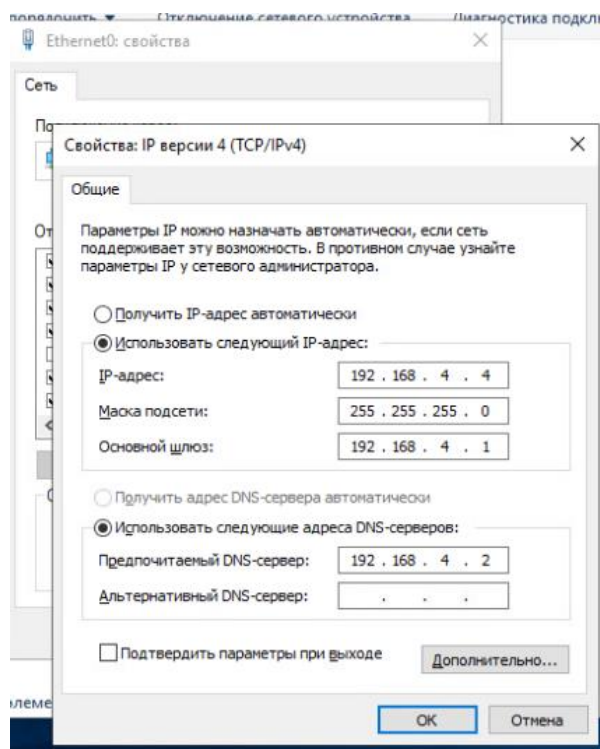 Отключение сетевого устройства
Диагностика
Ethernet0: свойства
Сеть
Свойства: IP версии 4 (TCP/IPv4)
Общие
Параметры IP можно назначать автоматически, если сеть
поддерживает эту возможность. В противном случае узнайте
параметры IP у сетевого администратора.
Получить IP-адрес автоматически
Использовать следующий IP-адрес:
IP-адрес: 192 . 168 . 4 . 4
Маска подсети: 255 . 255 . 255 . 0
Основной шлюз: 192 . 168 . 4 . 1
Получить адрес DNS-сервера автоматически
Использовать следующие адреса DNS-серверов:
Предпочитаемый DNS-сервер: 192 . 168 . 4 . 2
Альтернативный DNS-сервер: . . .
Подтвердить параметры при выходе
Дополнительно...
ОК
Отмена